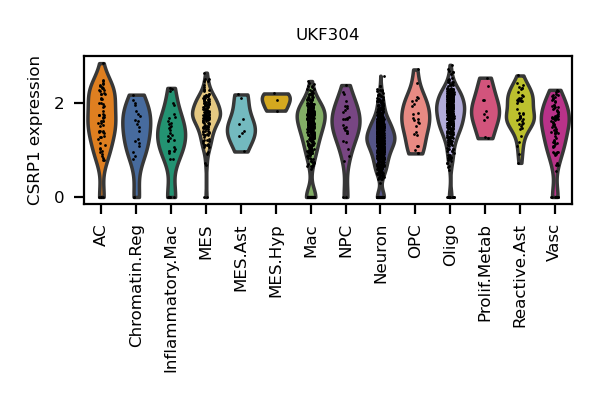 UKF304
CSRP1 expression
2
0
AC
Chromatin.Reg
Inflammatory.Mac
MES
MES.Ast
MES.Hyp
Mac
NPC
Neuron
OPC
Oligo
Prolif.Metab
Reactive.Ast
Vasc